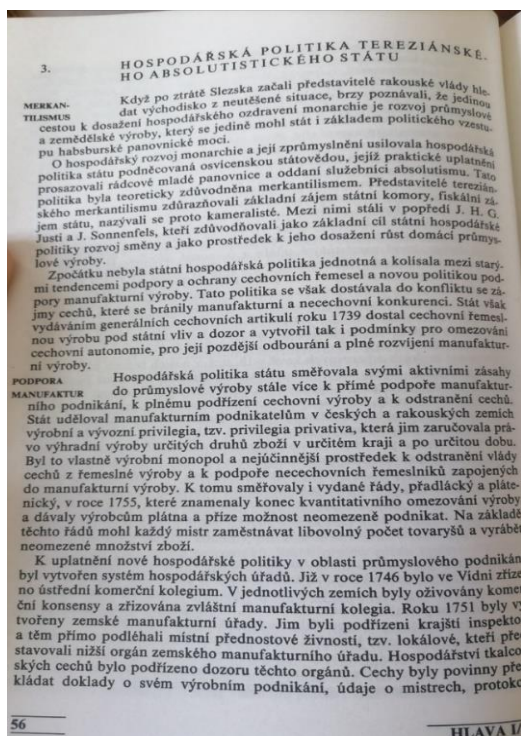 3. HOSPODÁŘSKÁ POLITIKA TEREZIÁNSKÉ-
HO ABSOLUTISTICKÉHO STÁTU
MERKAN-
TILISMUS
Když po ztrátě Slezska začali představitelé rakouské vlády hle-
dat východisko z neutěšené situace, brzy poznávali, že jedinou
cestou k dosažení hospodářského ozdravení monarchie je rozvoj průmyslové
a zemědělské výroby, který se jedině mohl stát i základem politického vzestu-
pu habsburské panovnické moci.
O hospodářský rozvoj monarchie a její zprůmyslnění usilovala hospodářská
politika státu podněcovaná osvícenskou státovědou, jejíž praktické uplatnění
prosazovali rádcové mladé panovnice a oddaní služebníci absolutismu. Tato
politika byla teoreticky zdůvodněna merkantilismem. Představitelé terezián-
ského merkantilismu zdůrazňovali základní zájem státní komory, fiskální zá-
jem státu, nazývali se proto kameralisté. Mezi nimi stáli v popředí J. H. G.
Justi a J. Sonnenfels, kteří zdůvodňovali jako základní cíl státní hospodářské
politiky rozvoj směny a jako prostředek k jeho dosažení růst domácí průmys-
lové výroby.
Zpočátku nebyla státní hospodářská politika jednotná a kolísala mezi starý-
mi tendencemi podpory a ochrany cechovních řemesel a novou politikou pod-
pory manufakturní výroby. Tato politika se však dostávala do konfliktu se zá-
jmy cechů, které se bránily manufakturní a necechovní konkurenci. Stát však
vydáváním generálních cechovních artikulí roku 1739 dostal cechovní řemesl-
nou výrobu pod státní vliv a dozor a vytvořil tak i podmínky pro omezování
cechovní autonomie, pro její pozdější odbourání a plné rozvíjení manufaktur-
ní výroby.
PODPORA
MANUFAKTUR
Hospodářská politika státu směřovala svými aktivními zásahy
do průmyslové výroby stále více k přímé podpoře manufaktur-
ního podnikání, k plnému podřízení cechovní výroby a k odstranění cechů.
Stát uděloval manufakturním podnikatelům v českých a rakouských zemích
výrobní a vývozní privilegia, tzv. privilegia privativa, která jim zaručovala prá-
vo výhradní výroby určitých druhů zboží v určitém kraji a po určitou dobu.
Byl to vlastně výrobní monopol a nejúčinnější prostředek k odstranění vlády
cechů z řemeslné výroby a k podpoře necechovních řemeslníků zapojených
do manufakturní výroby. K tomu směřovaly i vydané řády, přadlácký a pláte-
nický, v roce 1755, které znamenaly konec kvantitativního omezování výroby
a dávaly výrobcům plátna a příze možnost neomezeně podnikat. Na základě
těchto řádů mohl každý mistr zaměstnávat libovolný počet tovaryšů a vyrábět
neomezené množství zboží.
K uplatnění nové hospodářské politiky v oblasti průmyslového podnikán
byl vytvořen systém hospodářských úřadů. Již v roce 1746 bylo ve Vídni zříze
no ústřední komerční kolegium. V jednotlivých zemích byly oživovány komer
ční konsensy a zřizována zvláštní manufakturní kolegia. Roku 1751 byly vy
tvořeny zemské manufakturní úřady. Jim byli podřízeni krajští inspekto
a těm přímo podléhali místní přednostové živností, tzv. lokálové, kteří pře
stavovali nižší orgán zemského manufakturního úřadu. Hospodářství tkalco
ských cechů bylo podřízeno dozoru těchto orgánů. Cechy byly povinny pře
kládat doklady o svém výrobním podnikání, údaje o mistrech, protoko
56
HLAVA I/